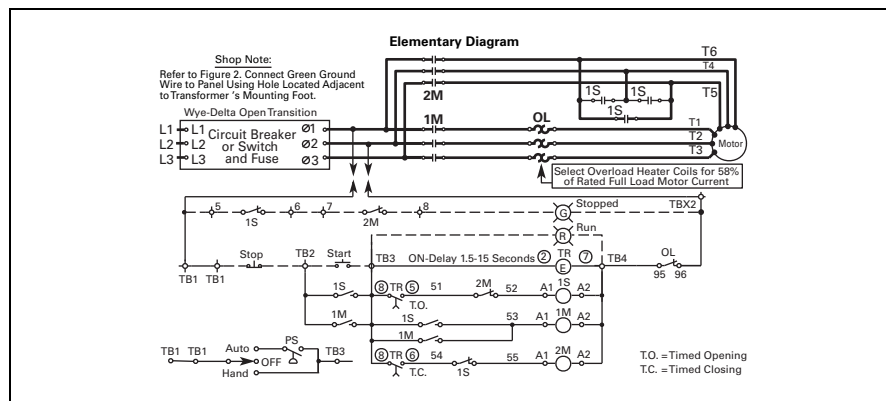 Elementary Diagram
Shop Note:
Refer to Figure 2. Connect Green Ground
Wire to Panel Using Hole Located Adjacent
to Transformer's Mounting Foot.
Wye-Delta Open Transition
L1 L1 Circuit Breaker Ø1
L2 L2 or Switch Ø2
L3 L3 and Fuse Ø3
2M
1M
OL
1S
1S 1S
T6
T4
T5
T1
T2
T3
Motor
Select Overload Heater Coils for 58%
of Rated Full Load Motor Current
5 1S 6 7 2M 8 G Stopped TBX2
R Run
TB1 TB1 Stop TB2 Start TB3 ON-Delay 1.5-15 Seconds 2 TR E 7 TB4 OL 95 96
1S 8 TR 5 T.O. 51 2M 52 A1 1S A2
1M 1S 53 A1 1M A2
1M
8 TR 6 T.C. 54 1S 55 A1 2M A2
TB1 TB1 Auto PS
OFF TB3
Hand
T.O. = Timed Opening
T.C. = Timed Closing